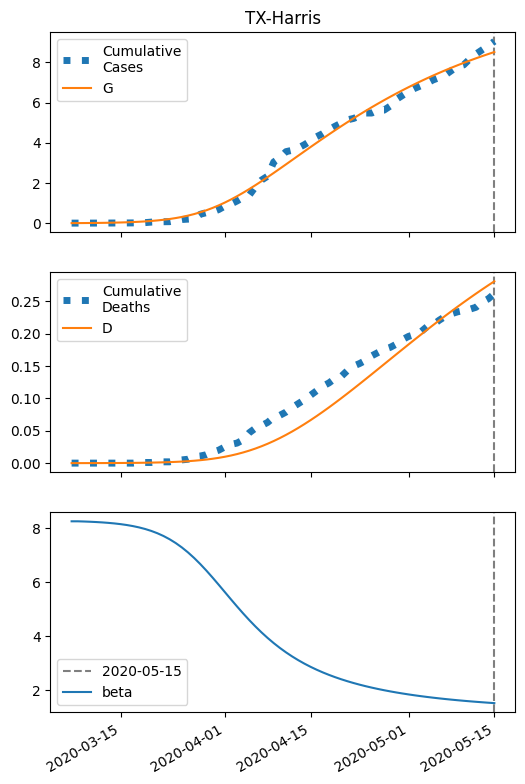 TX-Harris
8
6
4
2
0
Cumulative
Cases
G
0.25
0.20
0.15
0.10
0.05
0.00
Cumulative
Deaths
D
8
6
4
2
2020-05-15
beta
2020-03-15
2020-04-01
2020-04-15
2020-05-01
2020-05-15